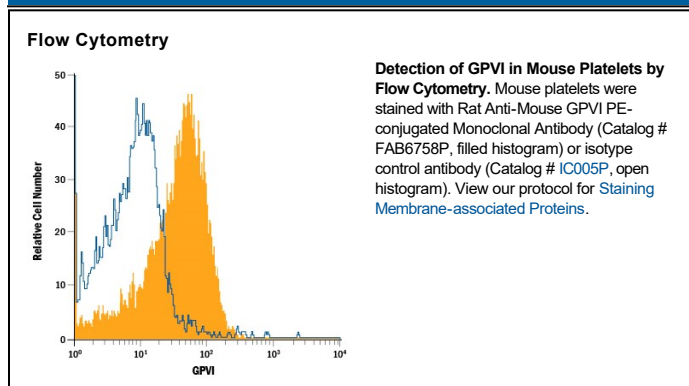 Flow Cytometry
50
40
30
20
10
0
Relative Cell Number
10⁰
10¹
10²
10³
10⁴
GPVI
Detection of GPVI in Mouse Platelets by
Flow Cytometry. Mouse platelets were
stained with Rat Anti-Mouse GPVI PE-
conjugated Monoclonal Antibody (Catalog #
FAB6758P, filled histogram) or isotype
control antibody (Catalog # IC005P, open
histogram). View our protocol for Staining
Membrane-associated Proteins.